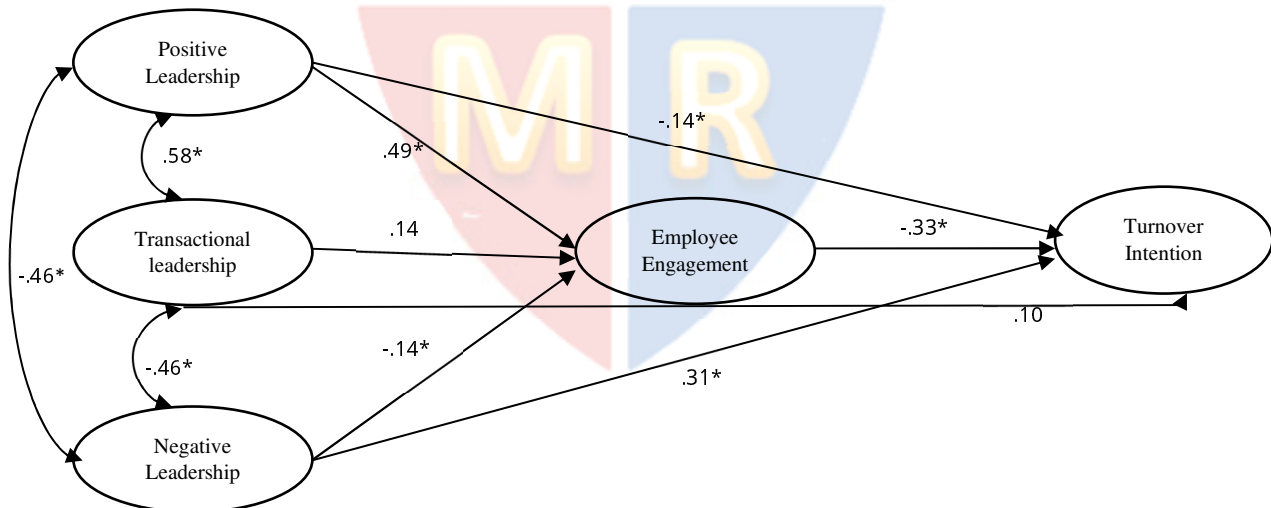 Positive
Leadership
-.14*
.58*
.49*
M R
Transactional
leadership
.14
Employee
Engagement
-.33*
Turnover
Intention
-.46*
.10
-.14*
-.46*
.31*
Negative
Leadership